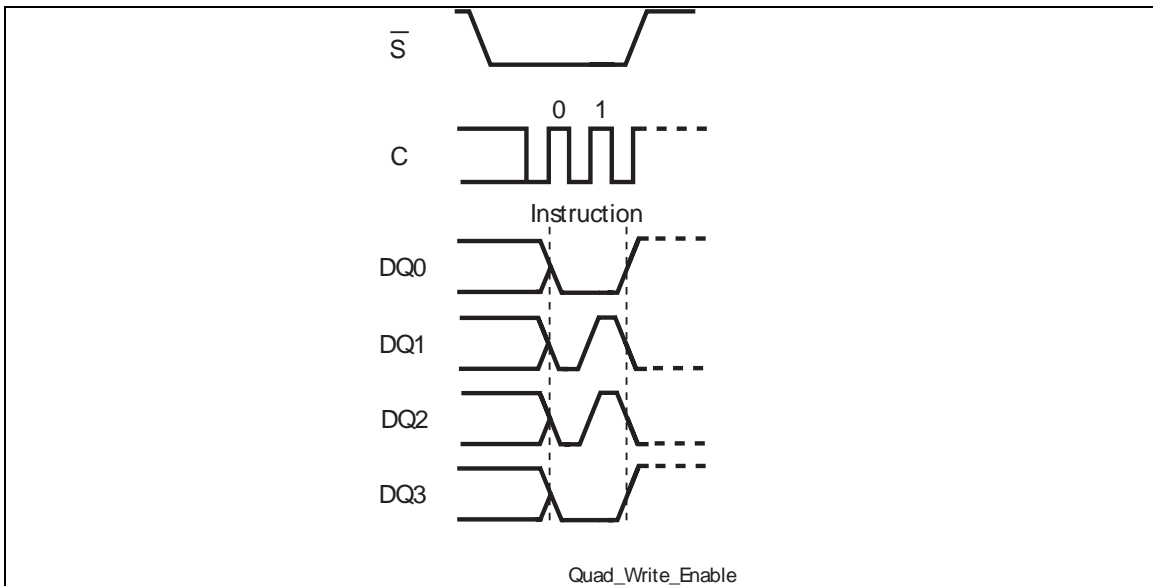 S̅
0 1
C
Instruction
DQ0
DQ1
DQ2
DQ3
Quad_Write_Enable